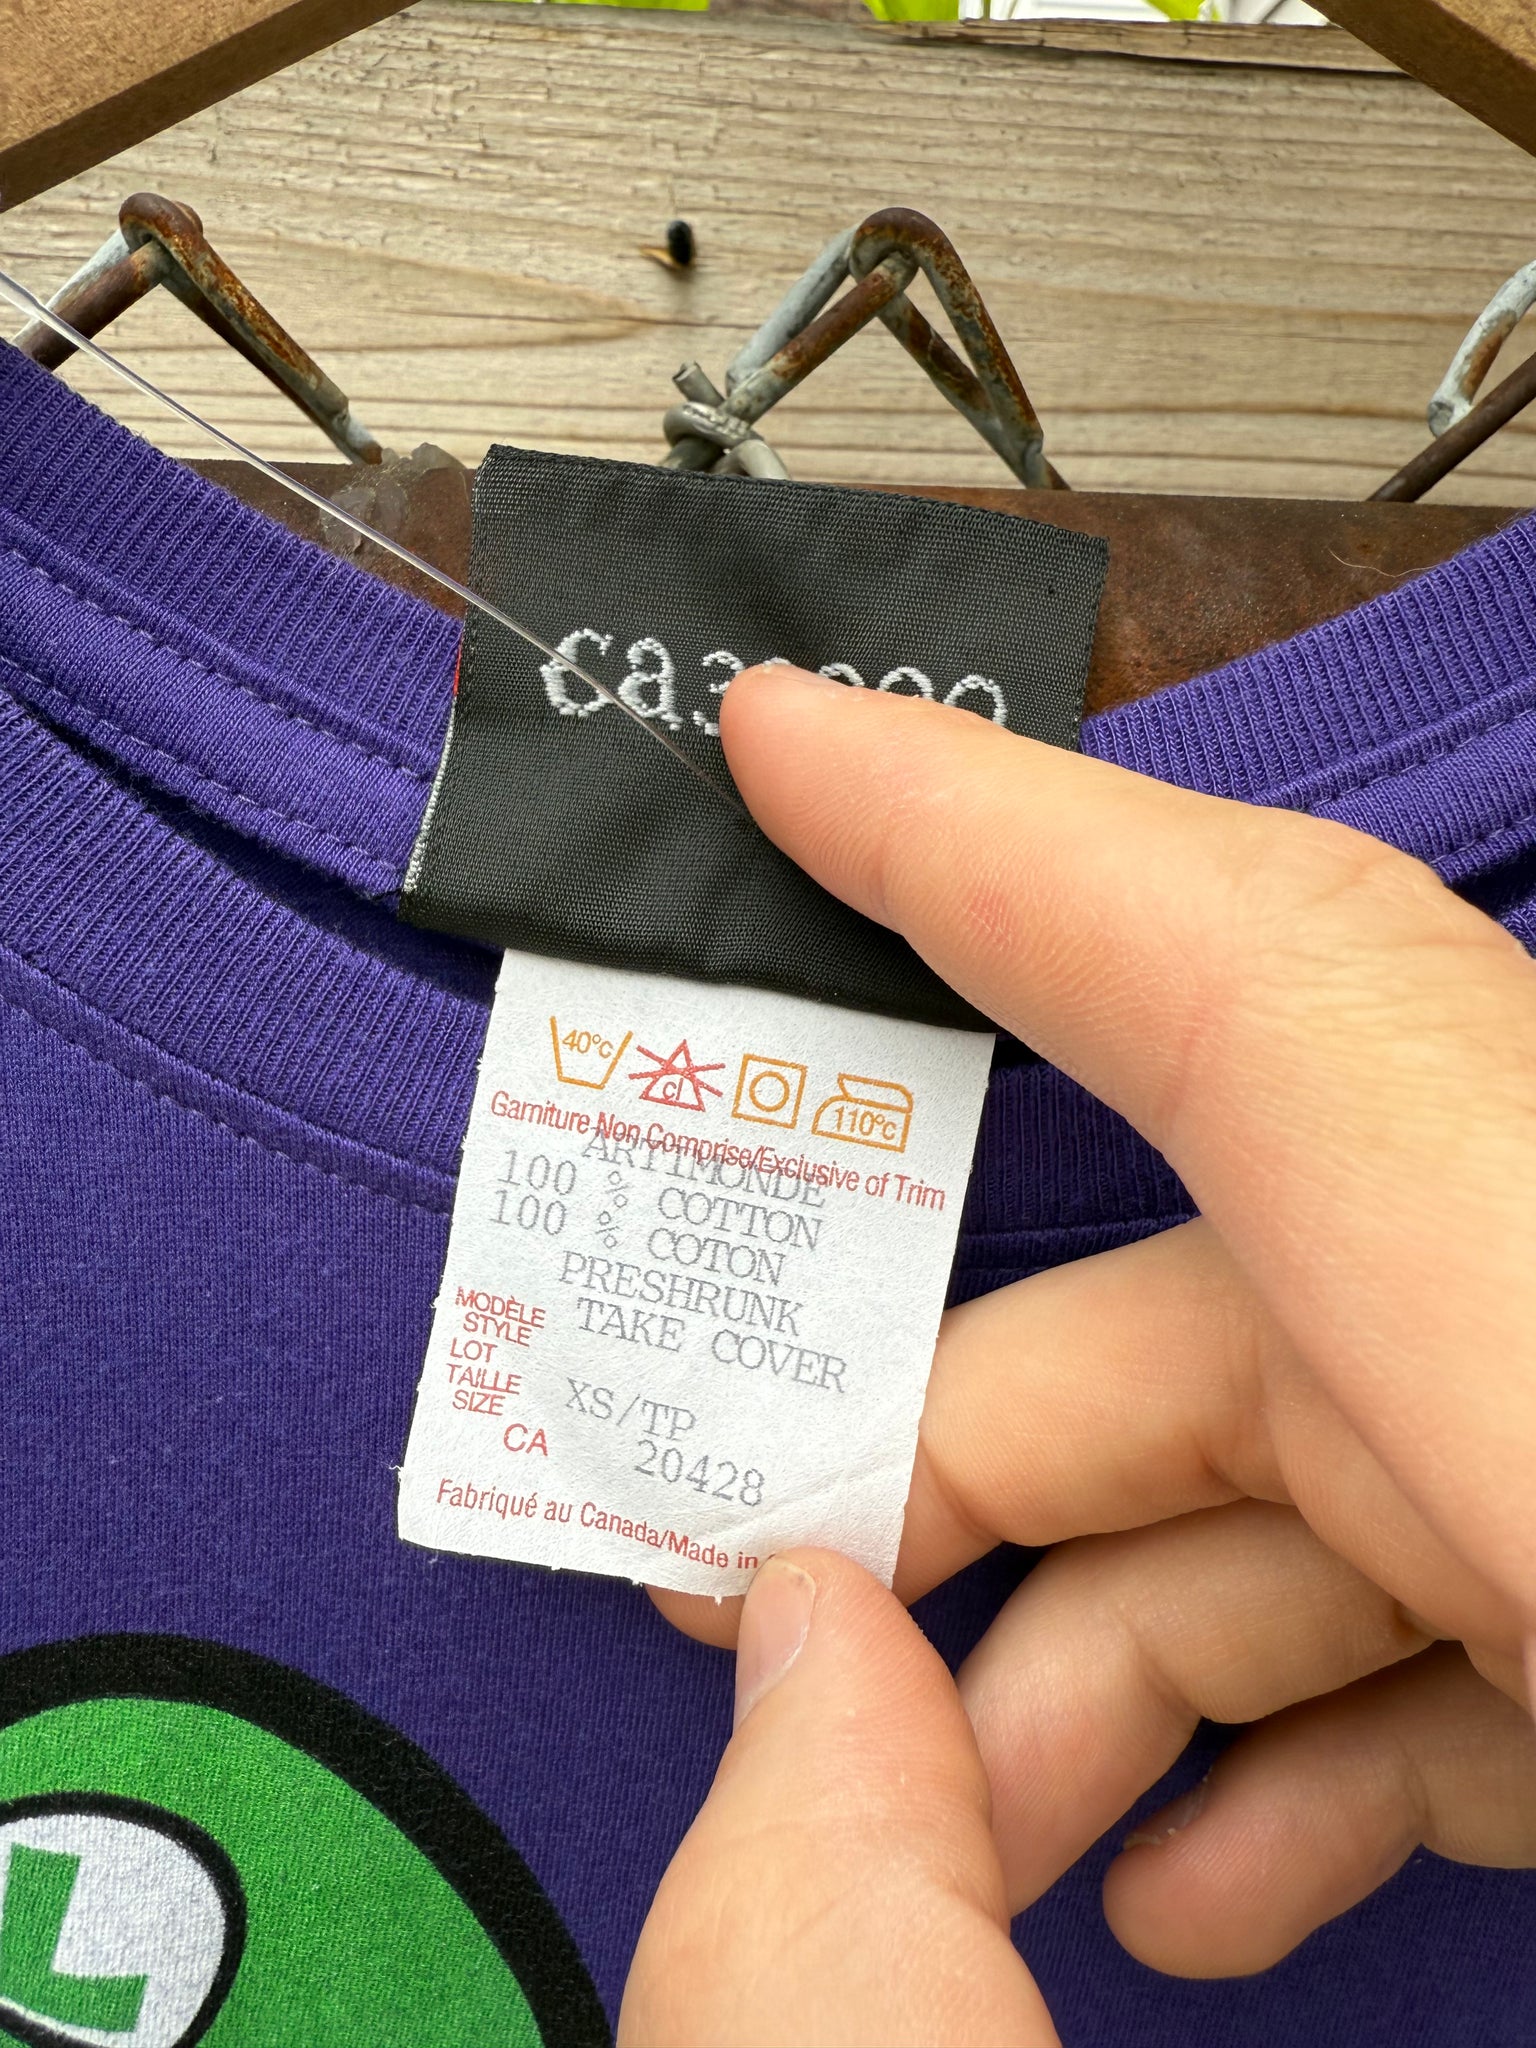 40°c
cl
110°c
Garniture Non Comprise/Exclusive of Trim
ARTIMONDE
100 % COTTON
100 % COTON
PRESHRUNK
MODÈLE
STYLE
TAKE COVER
LOT
TAILLE
SIZE
XS/TP
CA
20428
Fabriqué au Canada/Made in
L